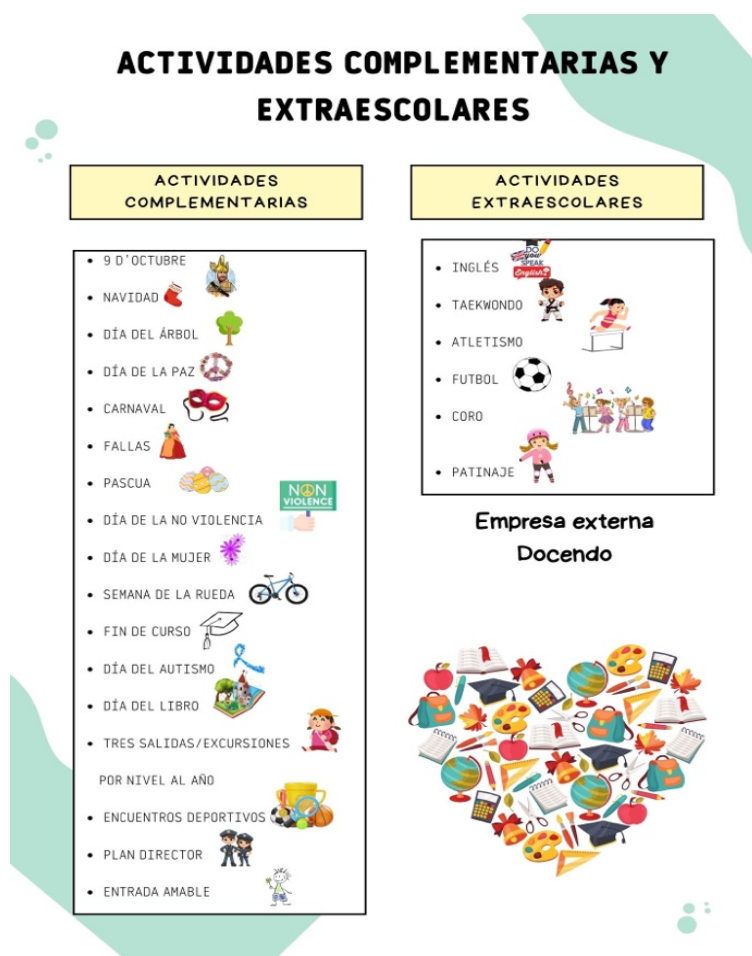 ACTIVIDADES COMPLEMENTARIAS Y
EXTRAESCOLARES
ACTIVIDADES
COMPLEMENTARIAS
• 9 D'OCTUBRE
• NAVIDAD
• DÍA DEL ÁRBOL
• DÍA DE LA PAZ
• CARNAVAL
• FALLAS
• PASCUA
NON
VIOLENCE
• DÍA DE LA NO VIOLENCIA
• DÍA DE LA MUJER
• SEMANA DE LA RUEDA
• FIN DE CURSO
• DÍA DEL AUTISMO
• DÍA DEL LIBRO
• TRES SALIDAS/EXCURSIONES
POR NIVEL AL AÑO
• ENCUENTROS DEPORTIVOS
• PLAN DIRECTOR
• ENTRADA AMABLE
ACTIVIDADES
EXTRAESCOLARES
DO
you
SPEAK
English?
• INGLÉS
• TAEKWONDO
• ATLETISMO
• FUTBOL
• CORO
• PATINAJE
Empresa externa
Docendo